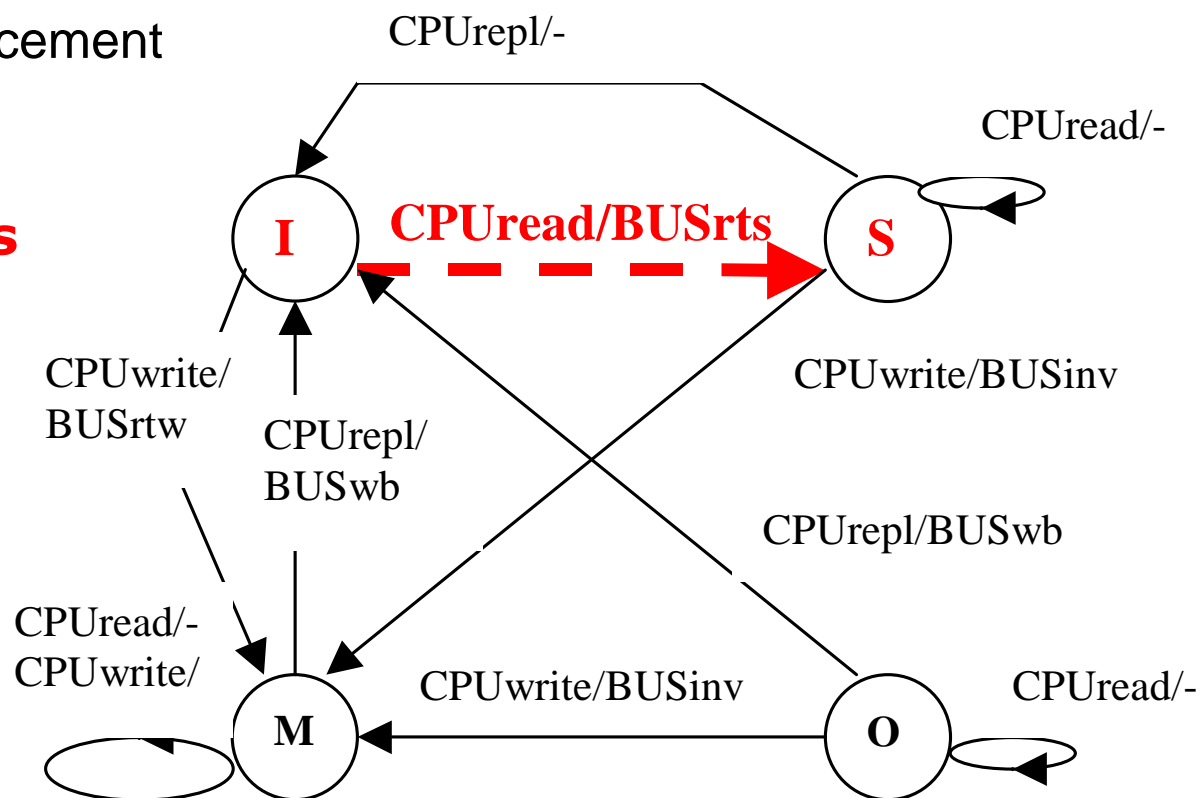 cement
CPUrepl/-
CPUread/-
s
I
CPUread/BUSrts
S
CPUwrite/
BUSrtw
CPUrepl/
BUSwb
CPUwrite/BUSinv
CPUrepl/BUSwb
CPUread/-
CPUwrite/
CPUwrite/BUSinv
CPUread/-
M
O